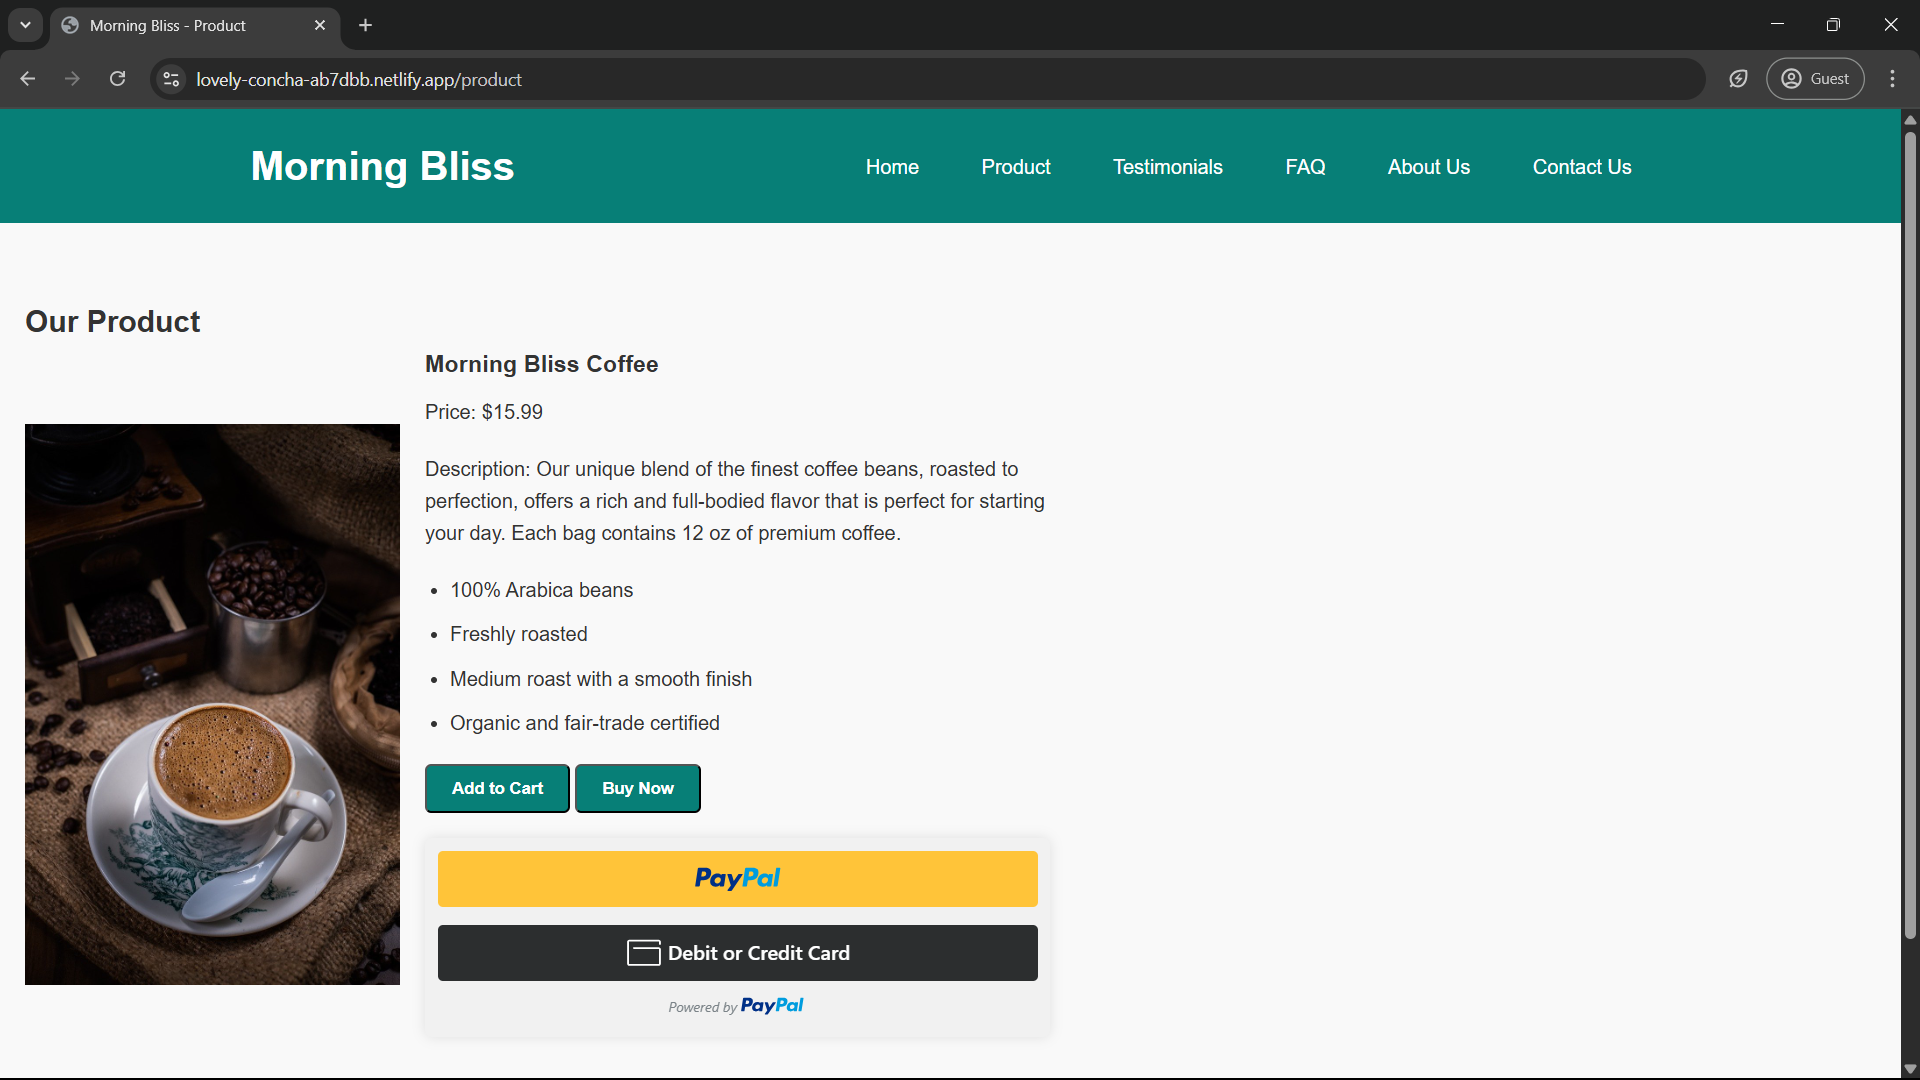 Morning Bliss - Product
lovely-concha-ab7dbb.netlify.app/product
Guest
Morning Bliss
Home
Product
Testimonials
FAQ
About Us
Contact Us
Our Product
Morning Bliss Coffee
Price: $15.99
Description: Our unique blend of the finest coffee beans, roasted to
perfection, offers a rich and full-bodied flavor that is perfect for starting
your day. Each bag contains 12 oz of premium coffee.
100% Arabica beans
Freshly roasted
Medium roast with a smooth finish
Organic and fair-trade certified
Add to Cart
Buy Now
PayPal
Debit or Credit Card
Powered by PayPal